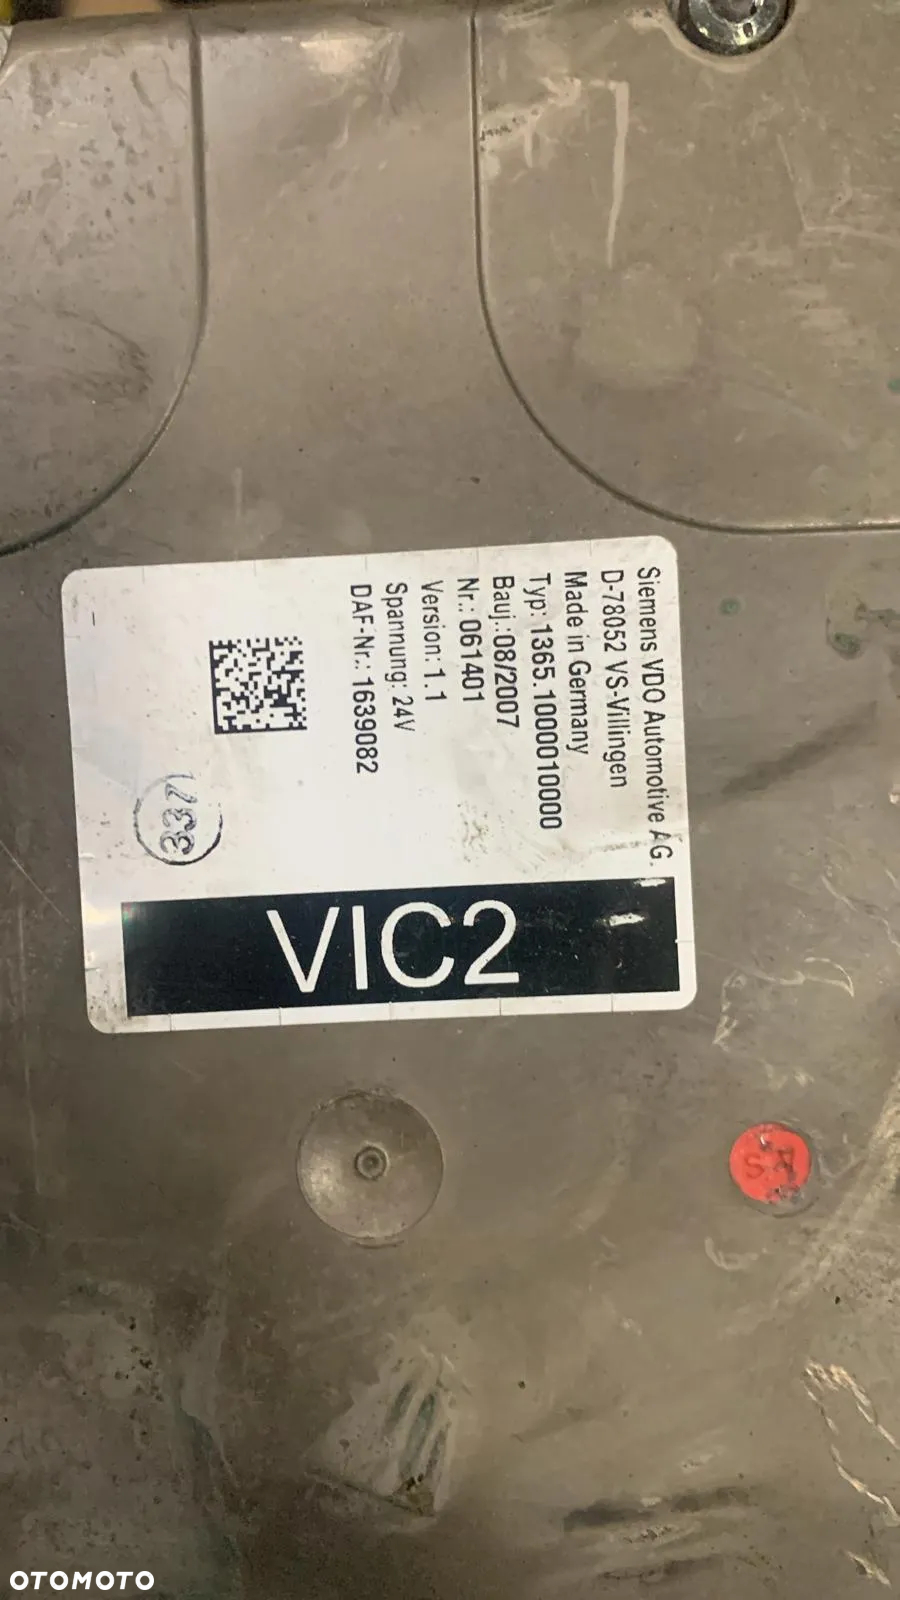 Siemens VDO Automotive AG.
D-78052 VS-Villingen
Made in Germany
Typ: 1365.1000010000
Bauj.:08/2007
Nr.: 061401
Version: 1.1
Spannung: 24V
DAF-Nr.: 1639082
337
VIC2
OTOMOTO